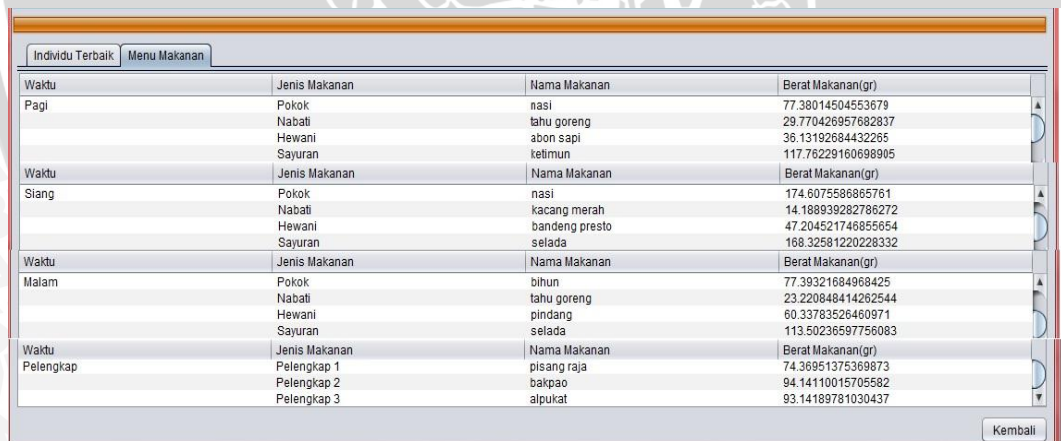 Individu Terbaik Menu Makanan
Waktu Jenis Makanan Nama Makanan Berat Makanan(gr)
Pagi Pokok nasi 77.38014504553679
Nabati tahu goreng 29.770426957682837
Hewani abon sapi 36.13192684432265
Sayuran ketimun 117.76229160698905
Waktu Jenis Makanan Nama Makanan Berat Makanan(gr)
Siang Pokok nasi 174.6075586865761
Nabati kacang merah 14.188939282786272
Hewani bandeng presto 47.204521746855654
Sayuran selada 168.32581220228332
Waktu Jenis Makanan Nama Makanan Berat Makanan(gr)
Malam Pokok bihun 77.39321684968425
Nabati tahu goreng 23.220848414262544
Hewani pindang 60.33783526460971
Sayuran selada 113.50236597756083
Waktu Jenis Makanan Nama Makanan Berat Makanan(gr)
Pelengkap Pelengkap 1 pisang raja 74.36951375369873
Pelengkap 2 bakpao 94.14110015705582
Pelengkap 3 alpukat 93.14189781030437
Kembali